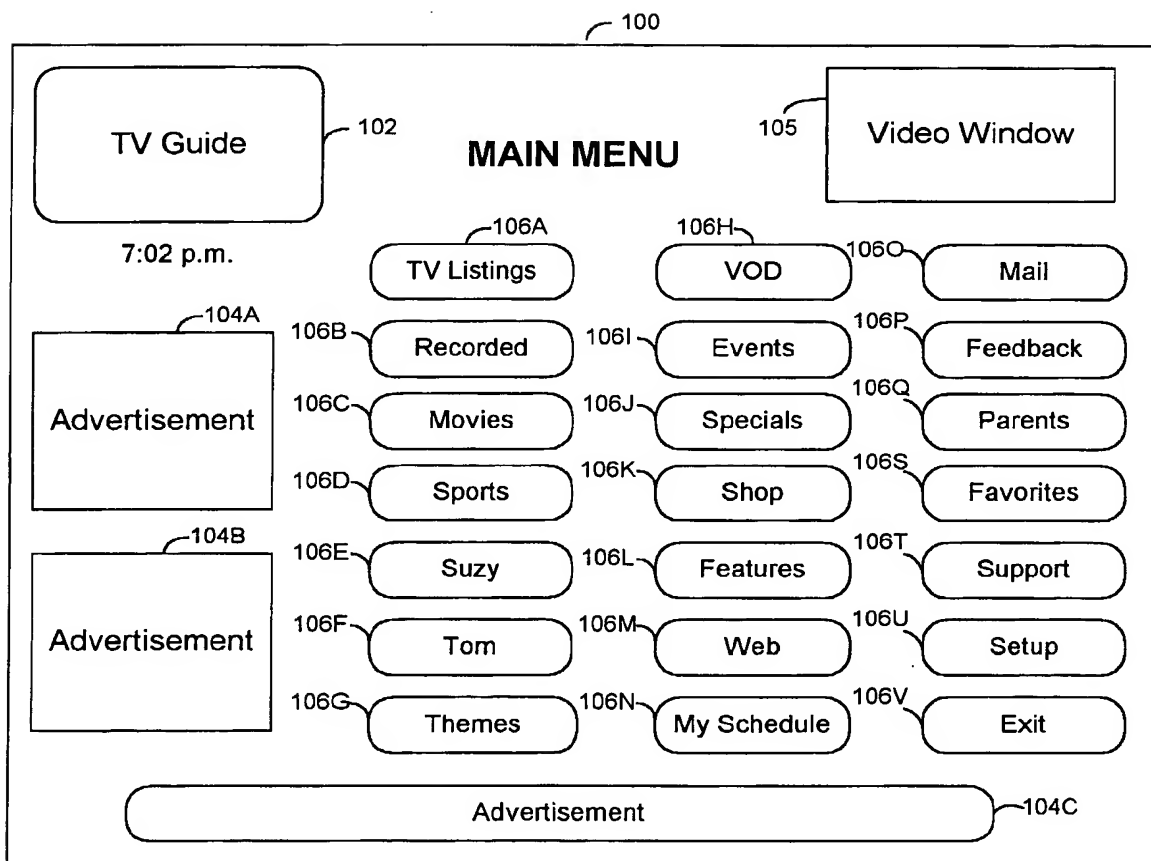 100
TV Guide
102
MAIN MENU
105
Video Window
7:02 p.m.
106A
TV Listings
106H
VOD
106O
Mail
104A
Advertisement
106B
Recorded
106I
Events
106P
Feedback
106C
Movies
106J
Specials
106Q
Parents
106D
Sports
106K
Shop
106S
Favorites
104B
Advertisement
106E
Suzy
106L
Features
106T
Support
106F
Tom
106M
Web
106U
Setup
106G
Themes
106N
My Schedule
106V
Exit
Advertisement
104C